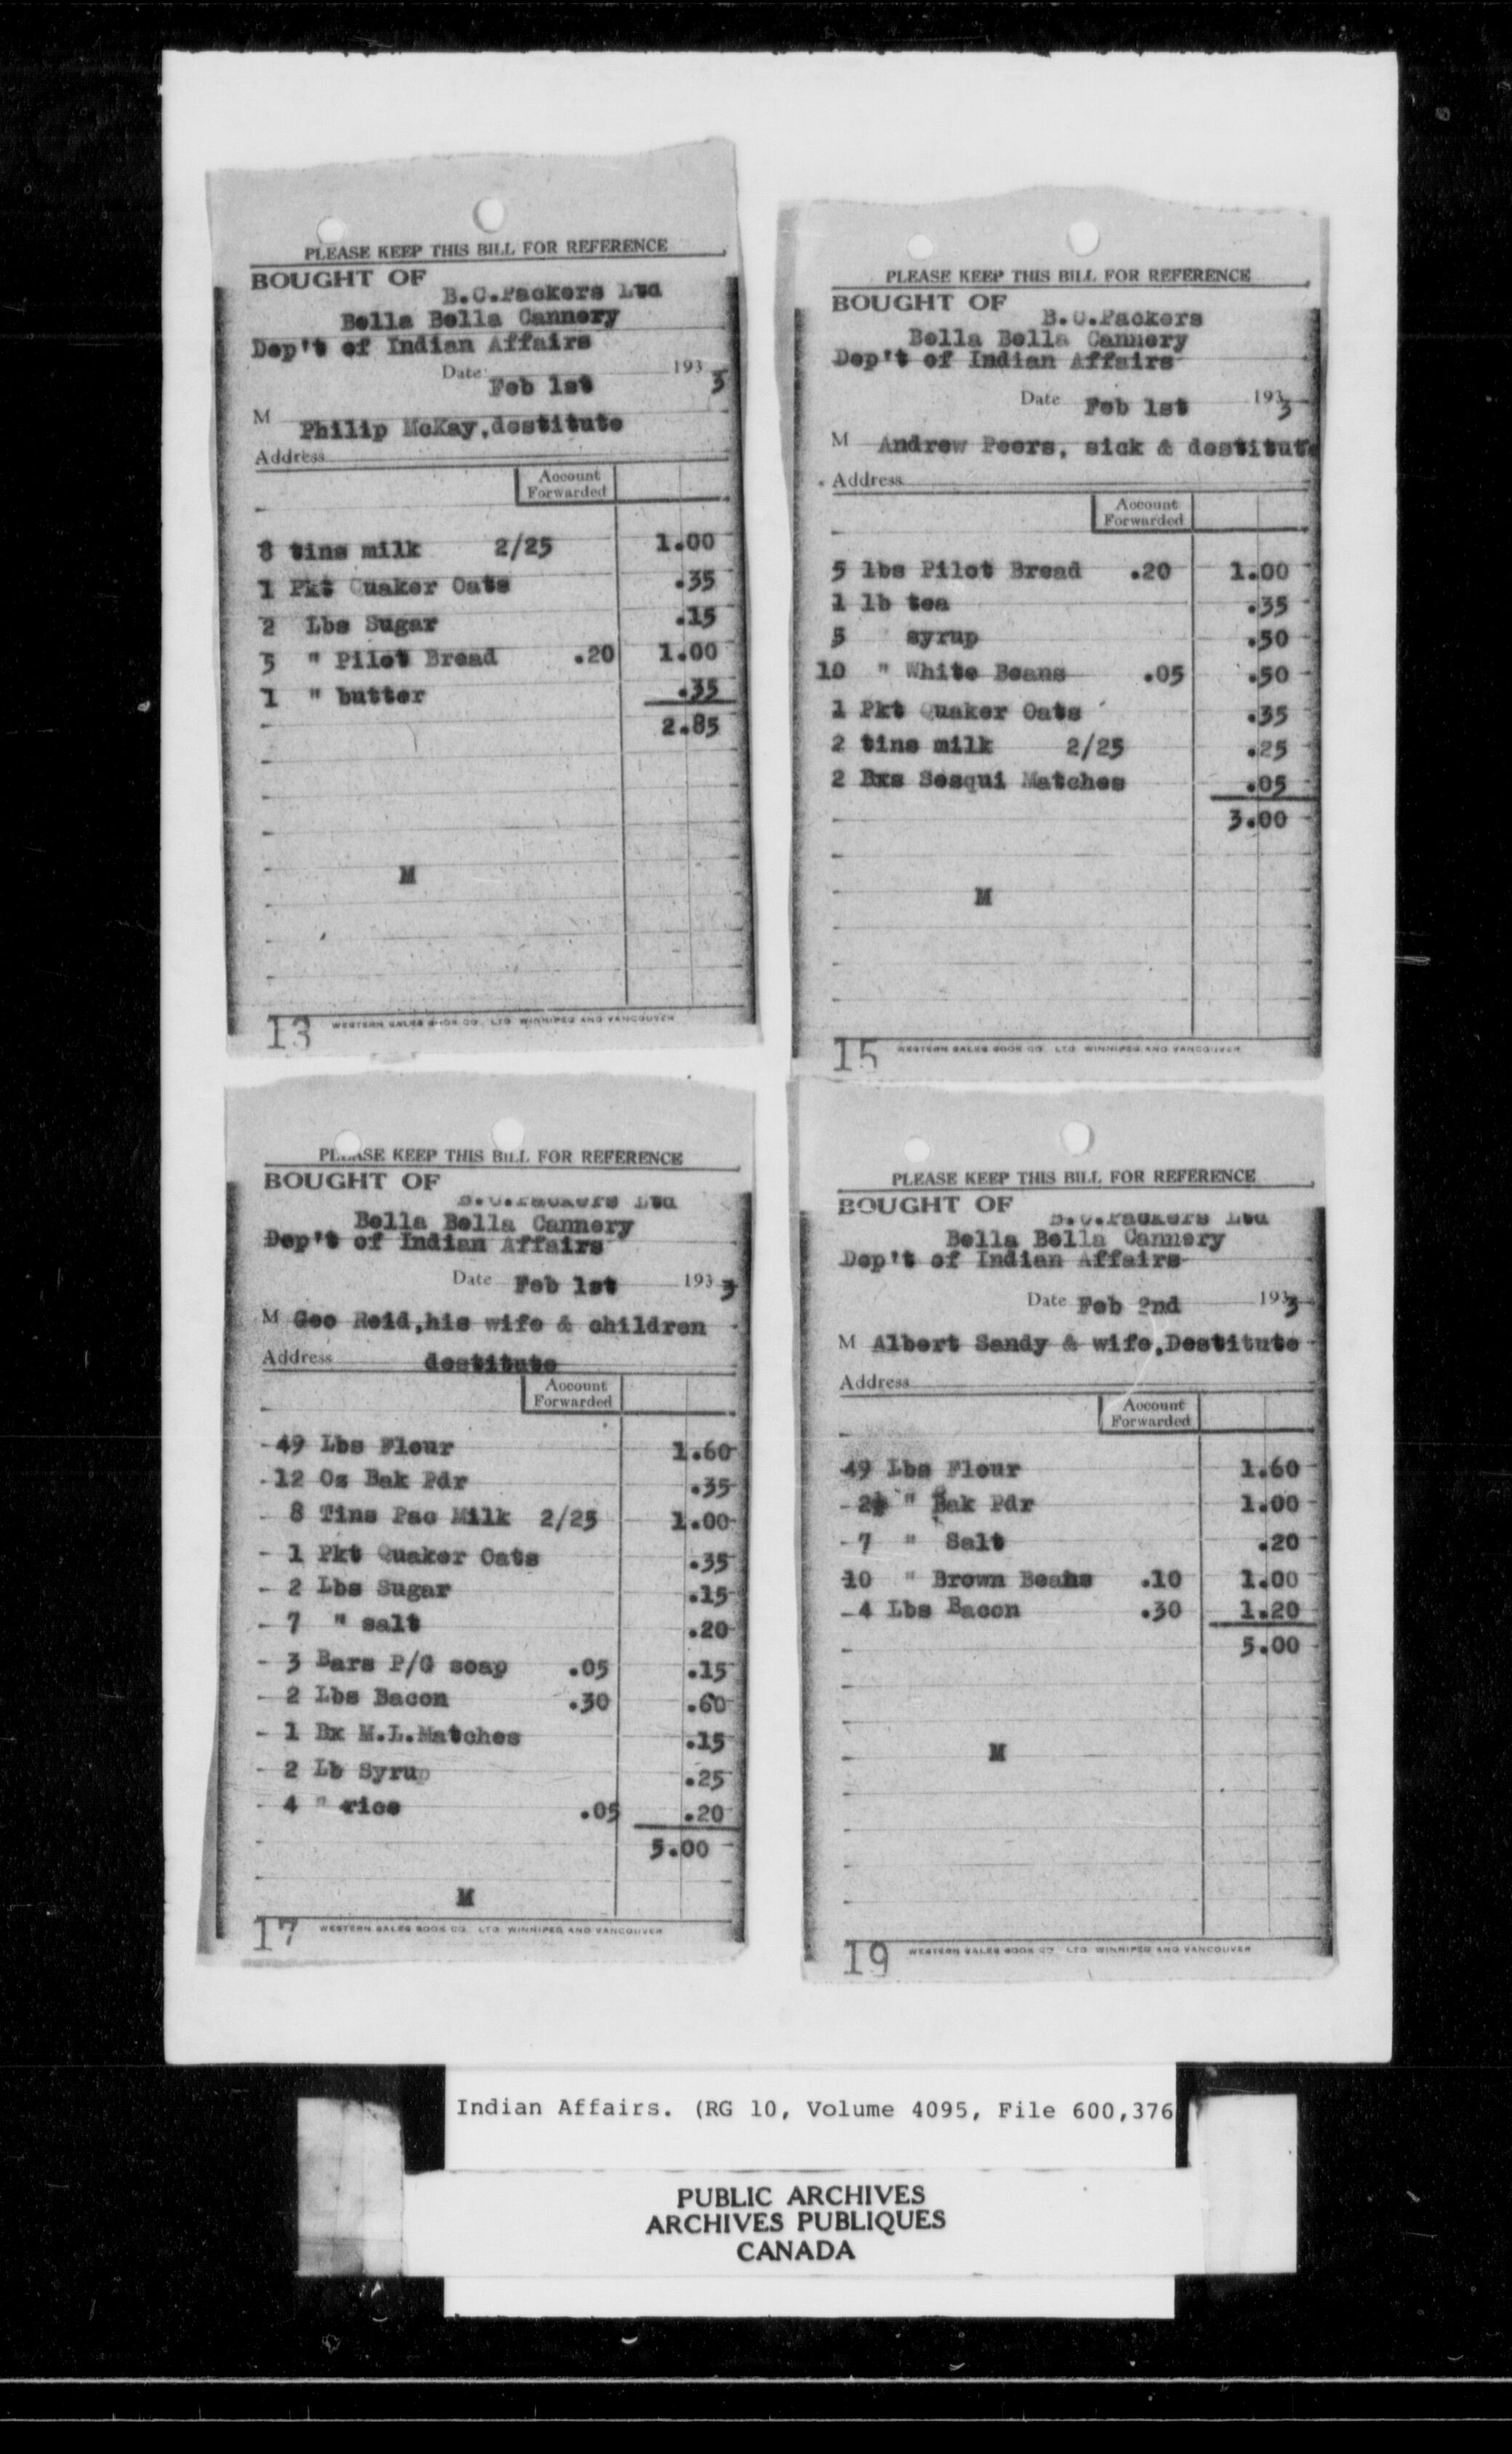 PLEASE KEEP THIS BILL FOR REFERENCE
BOUGHT OF
B.C.Packers Ltd
Bella Bella Cannery
Dep't of Indian Affairs
Date Feb 1st 193 3
M Philip McKay,destitute
Address
Account
Forwarded
8 tins milk 2/25 1.00
1 Pkt Quaker Oats .35
2 Lbs Sugar .15
5 " Pilot Bread .20 1.00
1 " butter .35
2.85
M
13 WESTERN SALES BOOK CO. LTD WINNIPEG AND VANCOUVER
PLEASE KEEP THIS BILL FOR REFERENCE
BOUGHT OF
B.C.Packers
Bella Bella Cannery
Dep't of Indian Affairs
Date Feb 1st 193 3
M Andrew Peers, sick & destitute
Address
Account
Forwarded
5 lbs Pilot Bread .20 1.00
1 lb tea .35
5 syrup .50
10 " White Beans .05 .50
1 Pkt Quaker Oats .35
2 tins milk 2/25 .25
2 Bxs Sesqui Matches .05
3.00
M
15 WESTERN SALES BOOK CO. LTD WINNIPEG AND VANCOUVER
PLEASE KEEP THIS BILL FOR REFERENCE
BOUGHT OF
B.C.Packers Ltd
Bella Bella Cannery
Dep't of Indian Affairs
Date Feb 1st 193 3
M Geo Reid,his wife & children
Address destitute
Account
Forwarded
49 Lbs Flour 1.60
12 Oz Bak Pdr .35
8 Tins Pac Milk 2/25 1.00
1 Pkt Quaker Oats .35
2 Lbs Sugar .15
7 " salt .20
3 Bars P/G soap .05 .15
2 Lbs Bacon .30 .60
1 Bx M.L.Matches .15
2 Lb Syrup .25
4 " rice .05 .20
5.00
M
17 WESTERN SALES BOOK CO. LTD WINNIPEG AND VANCOUVER
PLEASE KEEP THIS BILL FOR REFERENCE
BOUGHT OF
B.C.Packers Ltd
Bella Bella Cannery
Dep't of Indian Affairs
Date Feb 2nd 193 3
M Albert Sandy & wife,Destitute
Address
Account
Forwarded
49 Lbs Flour 1.60
2½ " Bak Pdr 1.00
7 " Salt .20
10 " Brown Beans .10 1.00
4 Lbs Bacon .30 1.20
5.00
M
19 WESTERN SALES BOOK CO. LTD WINNIPEG AND VANCOUVER
Indian Affairs. (RG 10, Volume 4095, File 600,376
PUBLIC ARCHIVES
ARCHIVES PUBLIQUES
CANADA